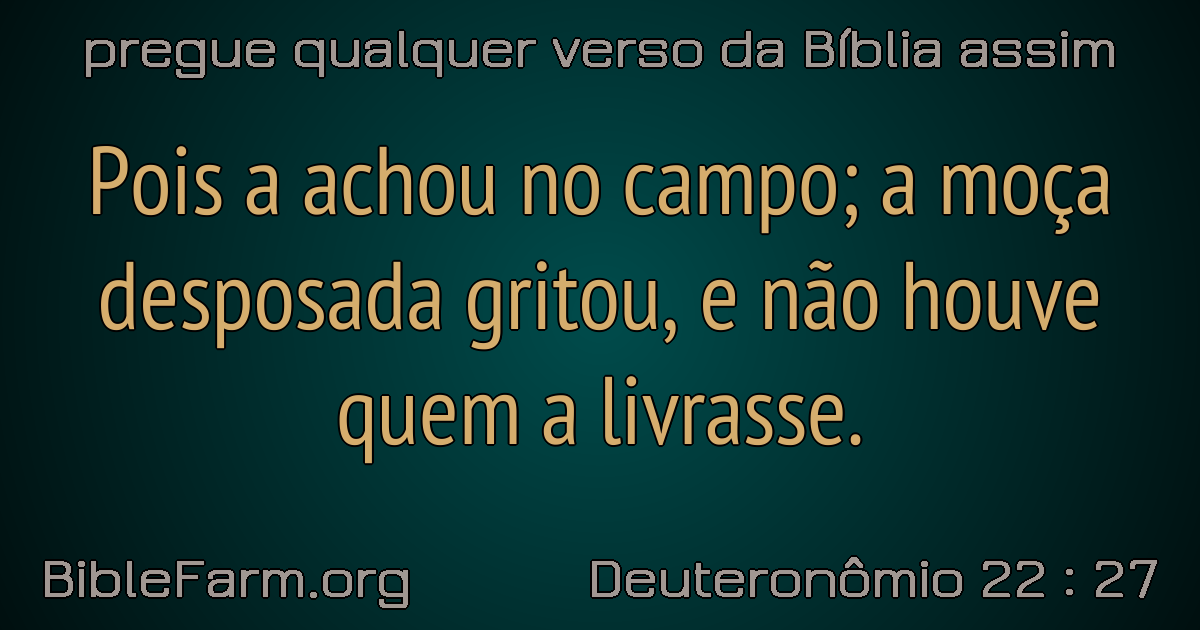 pregue qualquer verso da Bíblia assim
Pois a achou no campo; a moça
desposada gritou, e não houve
quem a livrasse.
BibleFarm.org
Deuteronômio 22 : 27